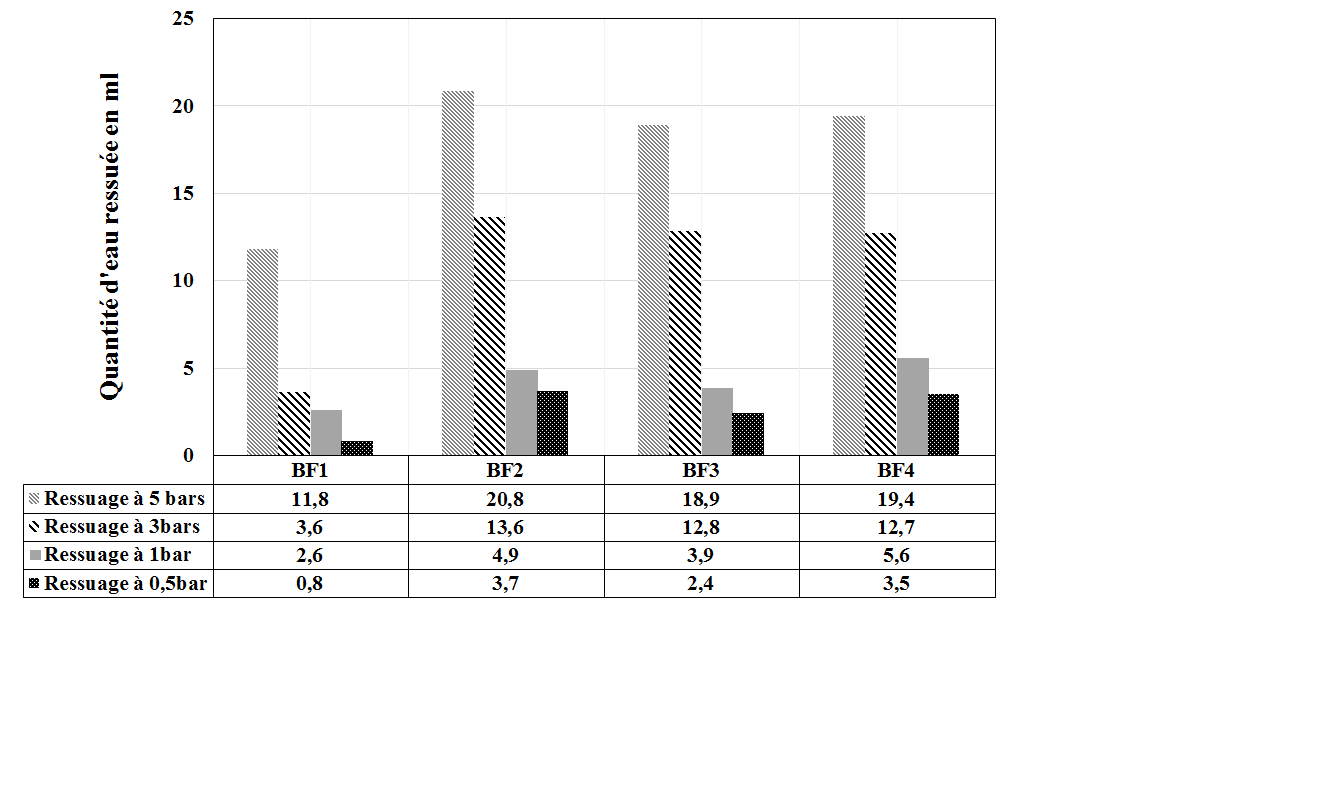 Quantité d'eau ressuée en ml
25
20
15
10
5
0
BF1 BF2 BF3 BF4
Ressuage à 5 bars 11,8 20,8 18,9 19,4
Ressuage à 3bars 3,6 13,6 12,8 12,7
Ressuage à 1bar 2,6 4,9 3,9 5,6
Ressuage à 0,5bar 0,8 3,7 2,4 3,5